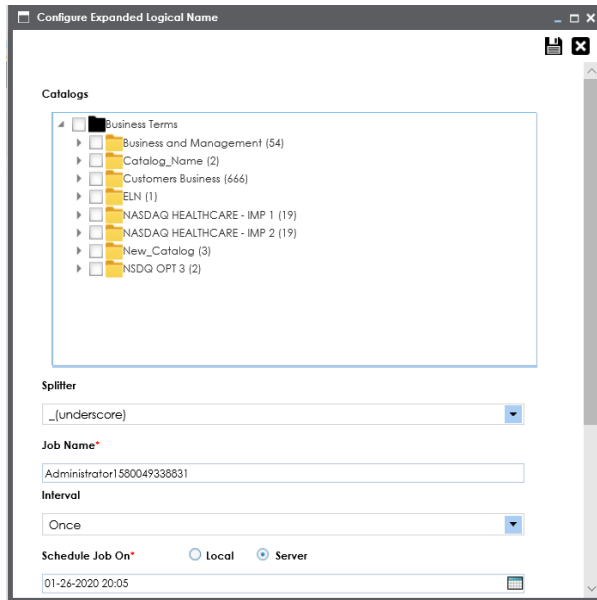 Configure Expanded Logical Name
Catalogs
Business Terms
Business and Management (54)
Catalog_Name (2)
Customers Business (666)
ELN (1)
NASDAQ HEALTHCARE - IMP 1 (19)
NASDAQ HEALTHCARE - IMP 2 (19)
New_Catalog (3)
NSDQ OPT 3 (2)
Splitter
_(underscore)
Job Name*
Administrator1580049338831
Interval
Once
Schedule Job On* Local Server
01-26-2020 20:05